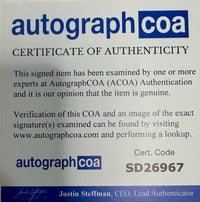 autographcoa
CERTIFICATE OF AUTHENTICITY
This signed item has been examined by one or more
experts at AutographCOA (ACOA) Authentication
and it is our opinion that the item is genuine.
Verification of this COA and an image of the exact
signature(s) examined can be found by visiting
www.autographcoa.com and performing a lookup.
autographcoa
Cert. Code
SD26967
Justin Steffman, CEO, Lead Authenticator